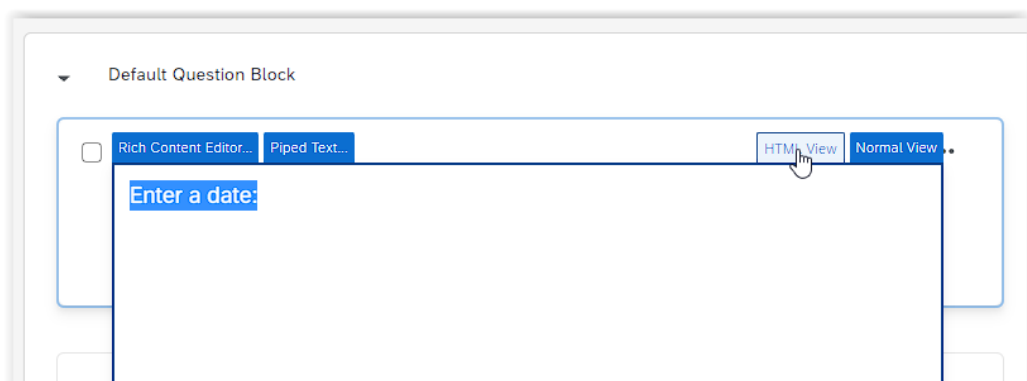 Default Question Block
Rich Content Editor... Piped Text... HTML View Normal View
Enter a date: